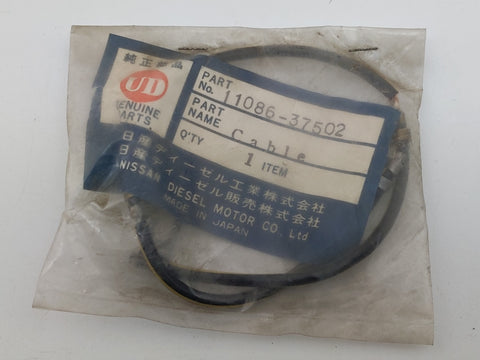 純正部品
UD
GENUINE
PARTS
PART
No. 11086-37502
PART
NAME Cable
Q'TY 1 ITEM
日産ディーゼル工業株式会社
日産ディーゼル販売株式会社
NISSAN DIESEL MOTOR CO., Ltd
MADE IN JAPAN